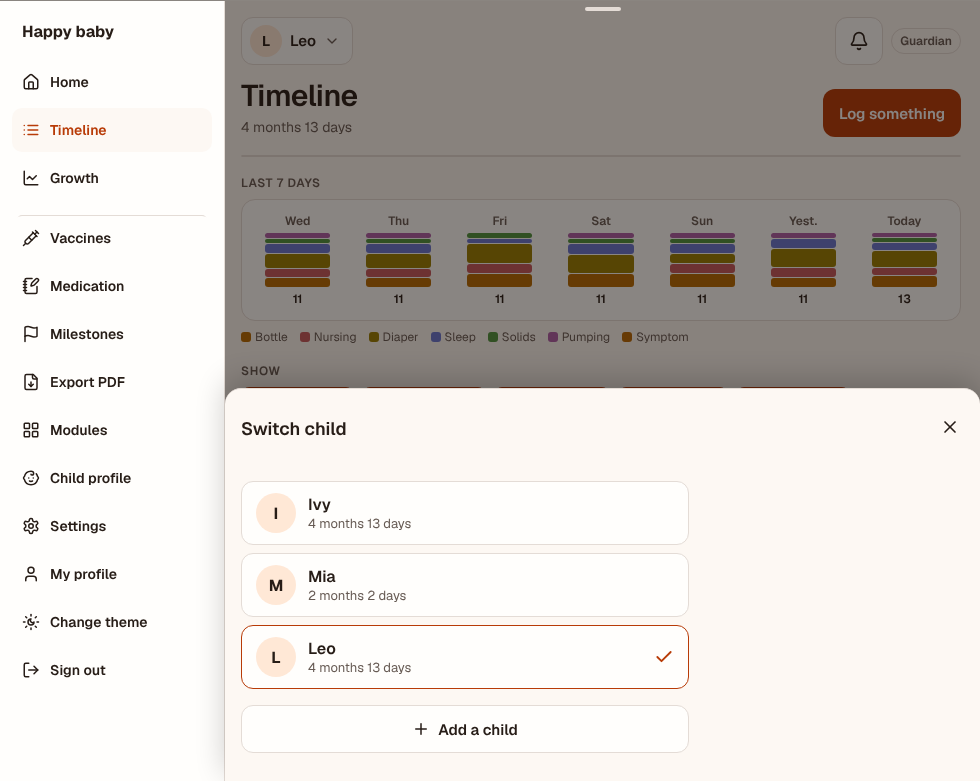 Happy baby
Home
Timeline
Growth
Vaccines
Medication
Milestones
Export PDF
Modules
Child profile
Settings
My profile
Change theme
Sign out
L Leo
Guardian
Timeline
4 months 13 days
Log something
LAST 7 DAYS
Wed Thu Fri Sat Sun Yest. Today
11 11 11 11 11 11 13
Bottle Nursing Diaper Sleep Solids Pumping Symptom
SHOW
Switch child
I
Ivy
4 months 13 days
M
Mia
2 months 2 days
L
Leo
4 months 13 days
Add a child